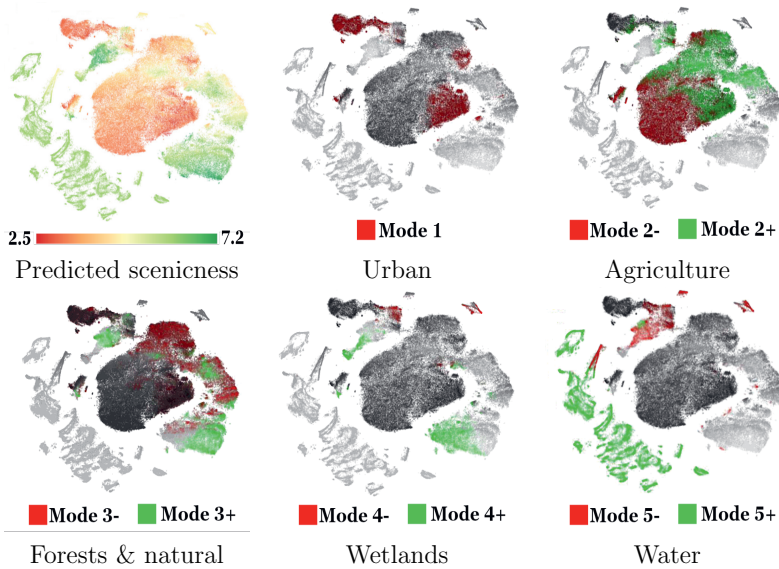 2.5 7.2
Predicted scenicness
Mode 1
Urban
Mode 2- Mode 2+
Agriculture
Mode 3- Mode 3+
Forests & natural
Mode 4- Mode 4+
Wetlands
Mode 5- Mode 5+
Water